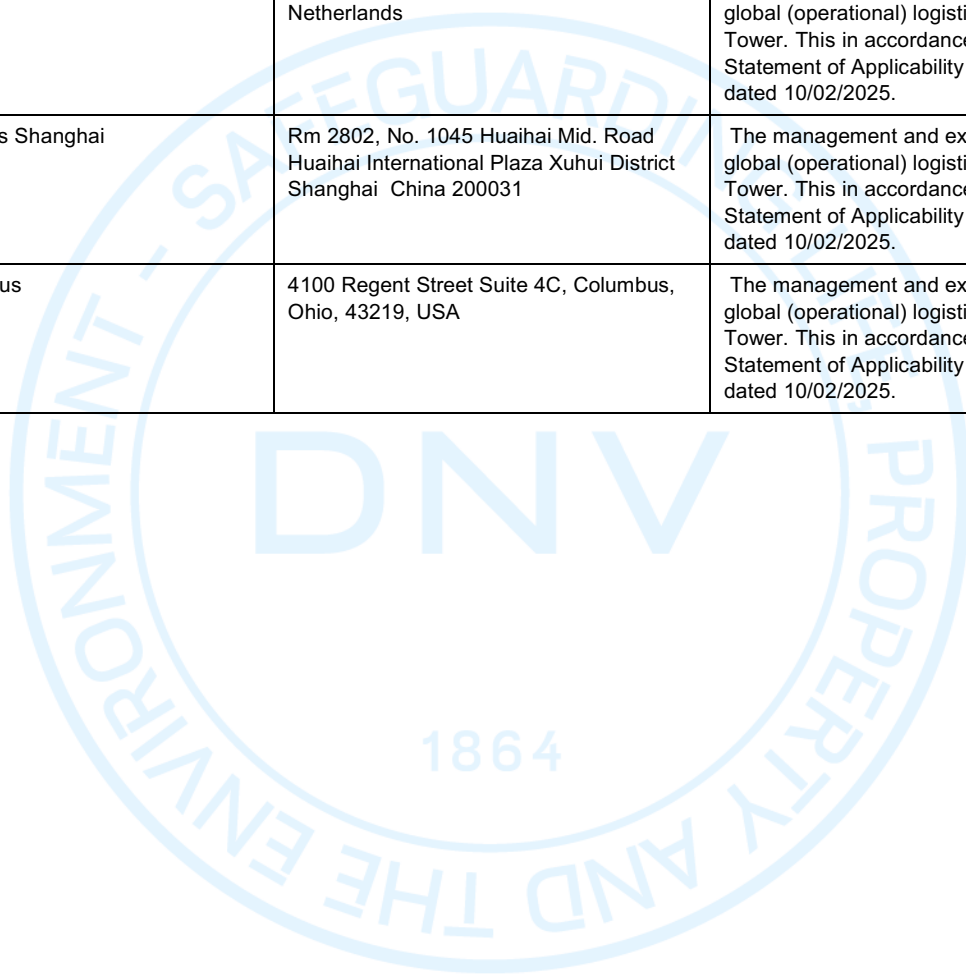 Netherlands
global (operational) logisti
Tower. This in accordance
Statement of Applicability
dated 10/02/2025.
s Shanghai
Rm 2802, No. 1045 Huaihai Mid. Road
Huaihai International Plaza Xuhui District
Shanghai  China 200031
The management and ex
global (operational) logisti
Tower. This in accordance
Statement of Applicability
dated 10/02/2025.
us
4100 Regent Street Suite 4C, Columbus,
Ohio, 43219, USA
The management and ex
global (operational) logisti
Tower. This in accordance
Statement of Applicability
dated 10/02/2025.
SAFEGUARDING LIFE, PROPERTY AND THE ENVIRONMENT -
DNV
1864